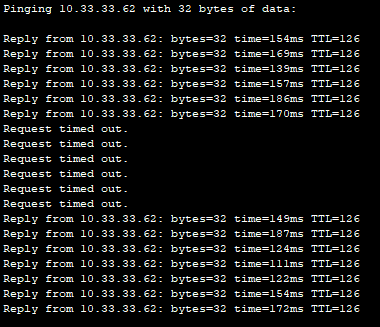 Pinging 10.33.33.62 with 32 bytes of data:
Reply from 10.33.33.62: bytes=32 time=154ms TTL=126
Reply from 10.33.33.62: bytes=32 time=169ms TTL=126
Reply from 10.33.33.62: bytes=32 time=139ms TTL=126
Reply from 10.33.33.62: bytes=32 time=157ms TTL=126
Reply from 10.33.33.62: bytes=32 time=186ms TTL=126
Reply from 10.33.33.62: bytes=32 time=170ms TTL=126
Request timed out.
Request timed out.
Request timed out.
Request timed out.
Request timed out.
Request timed out.
Reply from 10.33.33.62: bytes=32 time=149ms TTL=126
Reply from 10.33.33.62: bytes=32 time=187ms TTL=126
Reply from 10.33.33.62: bytes=32 time=124ms TTL=126
Reply from 10.33.33.62: bytes=32 time=111ms TTL=126
Reply from 10.33.33.62: bytes=32 time=122ms TTL=126
Reply from 10.33.33.62: bytes=32 time=154ms TTL=126
Reply from 10.33.33.62: bytes=32 time=172ms TTL=126